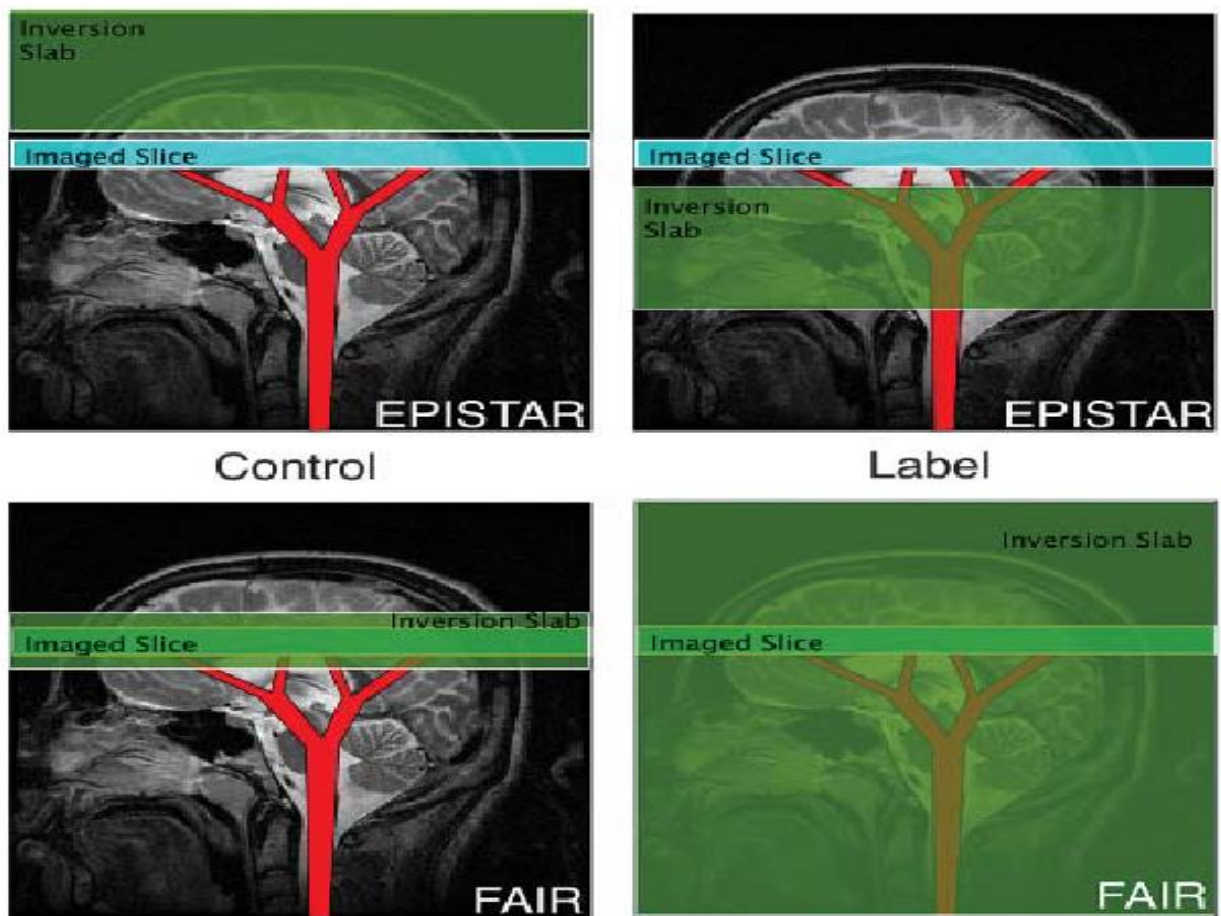 Inversion
Slab
Imaged Slice
EPISTAR
Imaged Slice
Inversion
Slab
EPISTAR
Control
Label
Inversion Slab
Imaged Slice
FAIR
Inversion Slab
Imaged Slice
FAIR